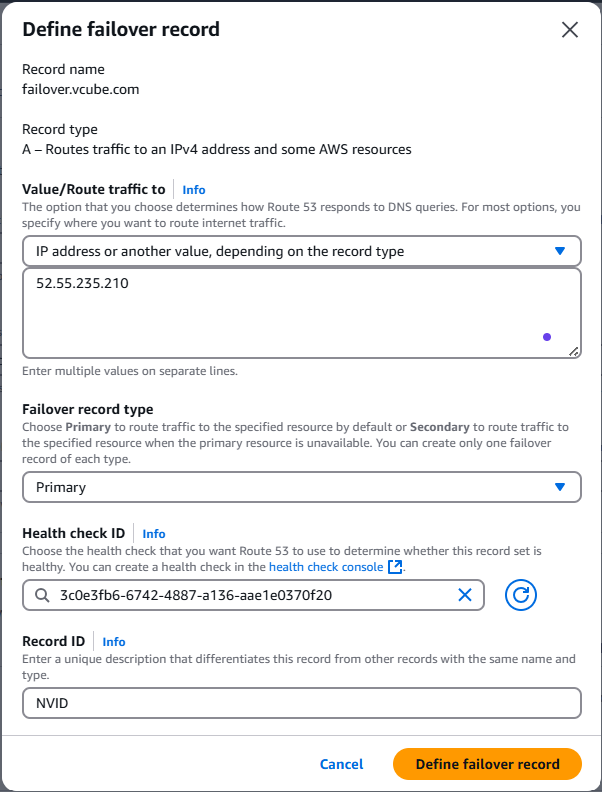 Define failover record
Record name
failover.vcube.com
Record type
A – Routes traffic to an IPv4 address and some AWS resources
Value/Route traffic to Info
The option that you choose determines how Route 53 responds to DNS queries. For most options, you
specify where you want to route internet traffic.
IP address or another value, depending on the record type
52.55.235.210
Enter multiple values on separate lines.
Failover record type
Choose Primary to route traffic to the specified resource by default or Secondary to route traffic to
the specified resource when the primary resource is unavailable. You can create only one failover
record of each type.
Primary
Health check ID Info
Choose the health check that you want Route 53 to use to determine whether this record set is
healthy. You can create a health check in the health check console.
3c0e3fb6-6742-4887-a136-aae1e0370f20
Record ID Info
Enter a unique description that differentiates this record from other records with the same name and
type.
NVID
Cancel
Define failover record